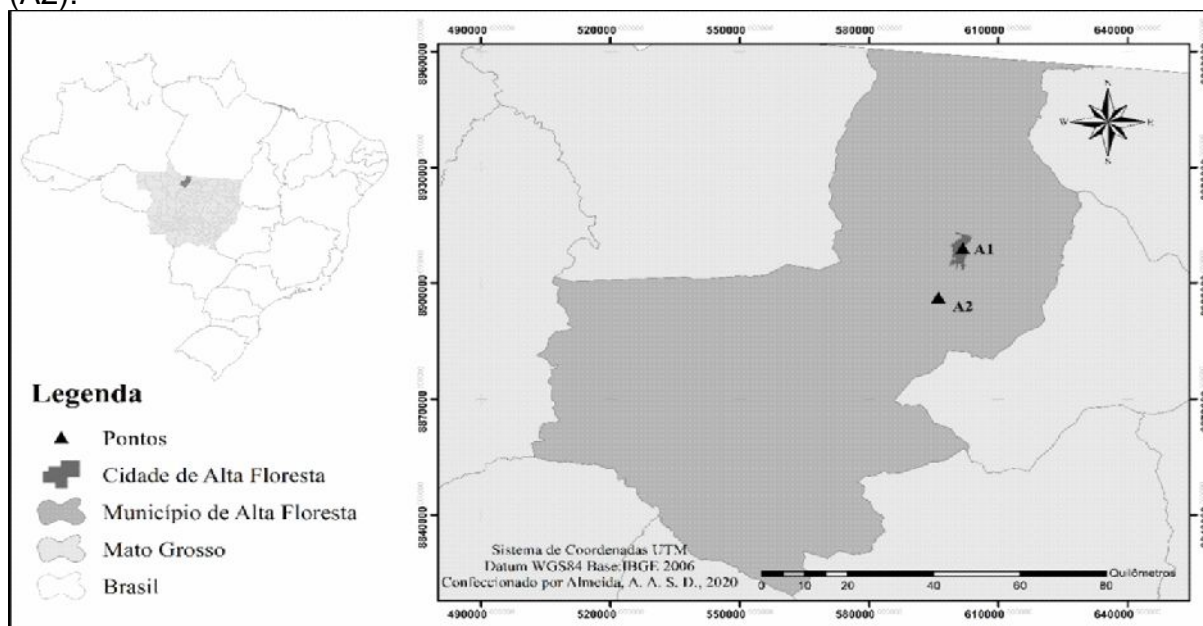 (A2).
490000 520000 550000 580000 610000 640000
8960000
8930000
8900000
8870000
8840000
N
W E
S
A1
A2
Legenda
Pontos
Cidade de Alta Floresta
Município de Alta Floresta
Mato Grosso
Brasil
Sistema de Coordenadas UTM
Datum WGS84 Base:IBGE 2006
Confeccionado por Almeida, A. A. S. D., 2020
0 10 20 40 60 80 Quilômetros
490000 520000 550000 580000 610000 640000